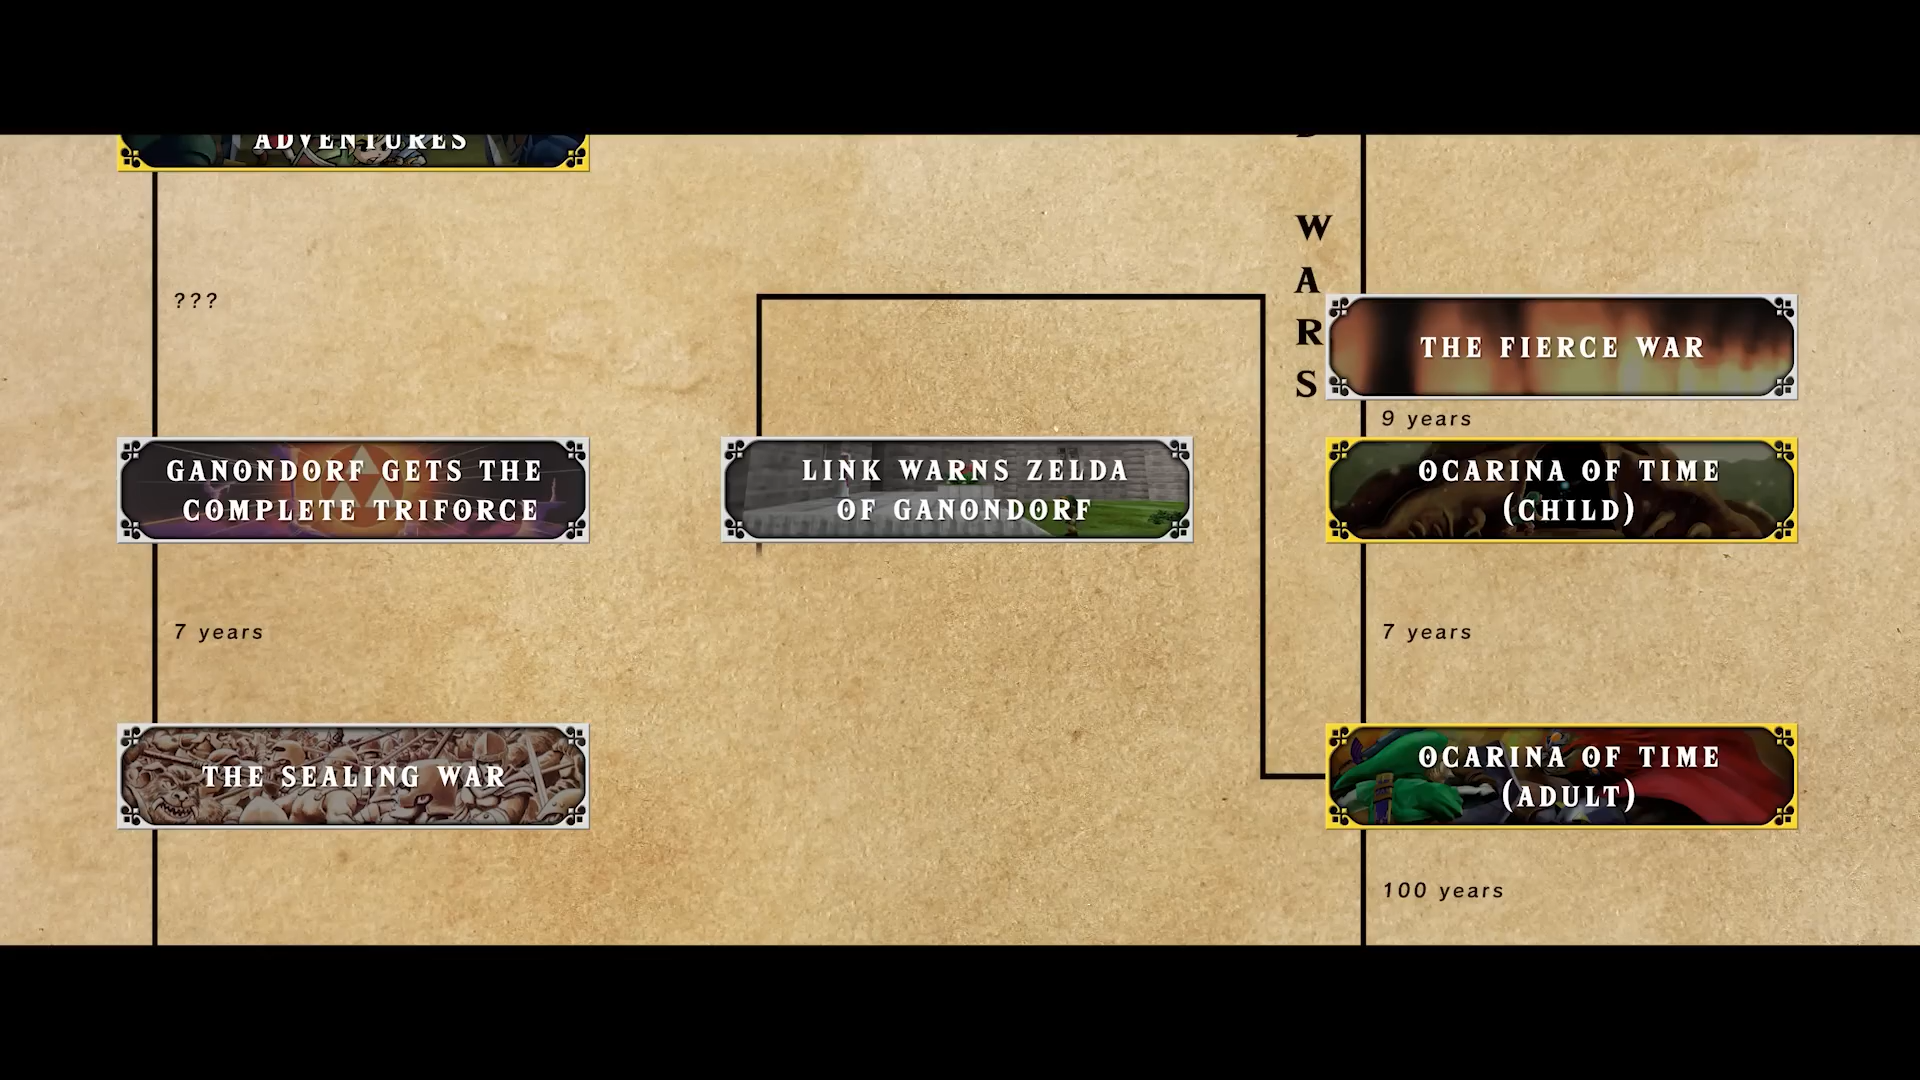 ADVENTURES
???
GANONDORF GETS THE
COMPLETE TRIFORCE
7 years
THE SEALING WAR
LINK WARNS ZELDA
OF GANONDORF
W
A
R
S
THE FIERCE WAR
9 years
OCARINA OF TIME
(CHILD)
7 years
OCARINA OF TIME
(ADULT)
100 years